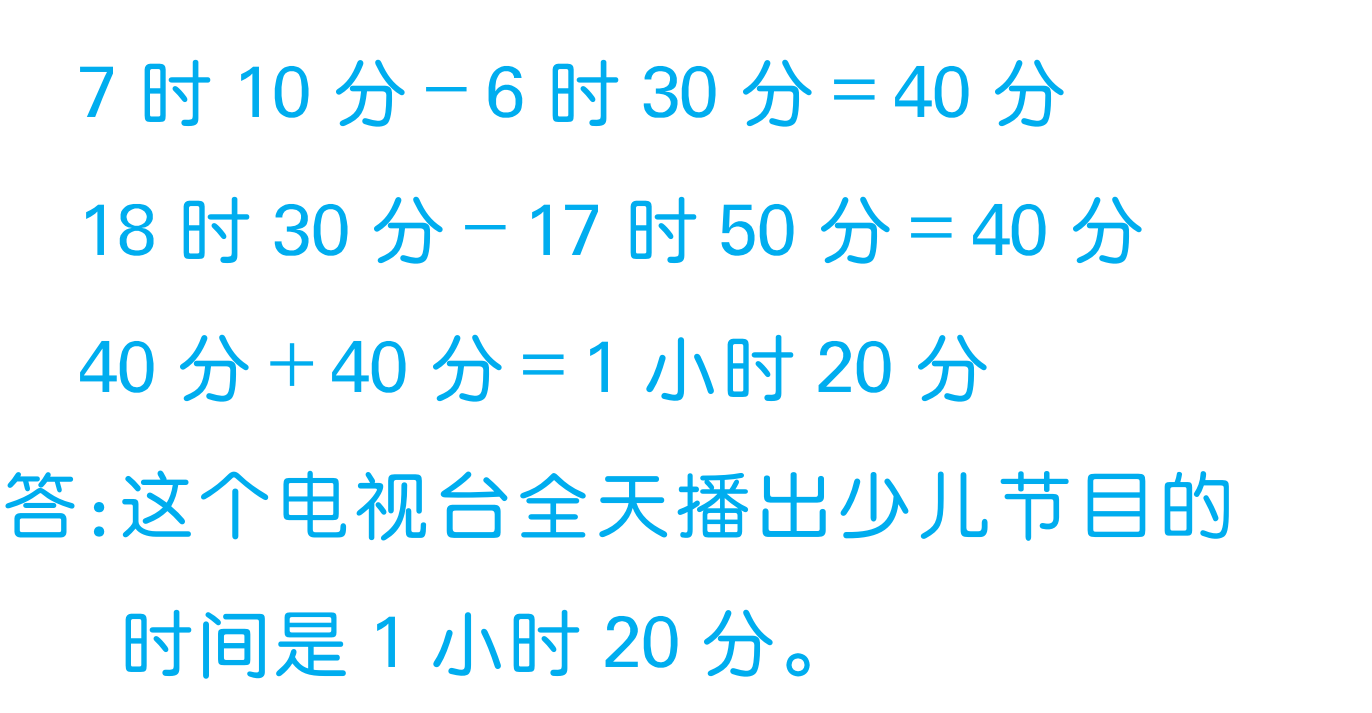 7 时 10 分－6 时 30 分＝40 分
18 时 30 分－17 时 50 分＝40 分
40 分＋40 分＝1 小时 20 分
答：这个电视台全天播出少儿节目的
时间是 1 小时 20 分。